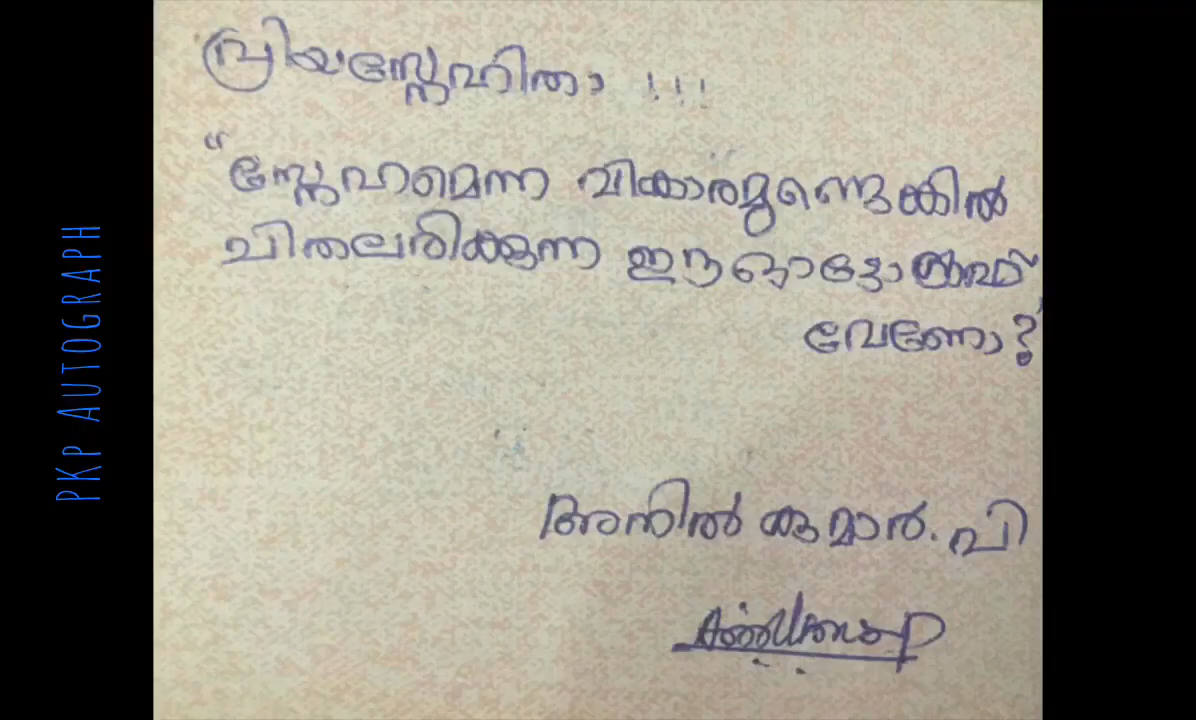 PKP AUTOGRAPH
പ്രിയസ്നേഹിതാ !!!
"സ്നേഹമെന്ന വികാരമുണ്ടെങ്കിൽ
ചിതലരിക്കുന്ന ഈ ഓട്ടോഗ്രാഫ്
വേണോ?
അനിൽ കുമാർ. പി